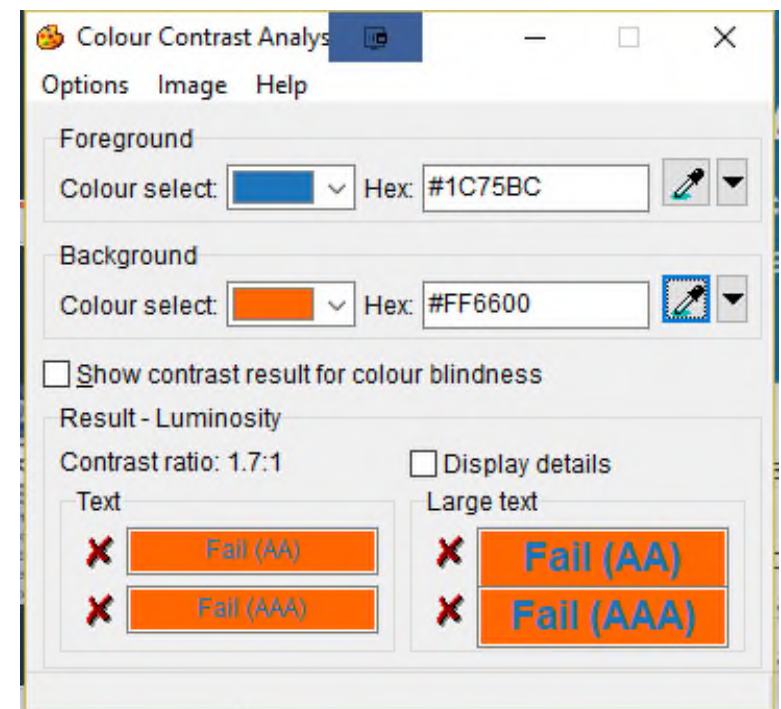 Colour Contrast Analys
Options Image Help
Foreground
Colour select: Hex: #1C75BC
Background
Colour select: Hex: #FF6600
Show contrast result for colour blindness
Result - Luminosity
Contrast ratio: 1.7:1 Display details
Text Large text
Fail (AA) Fail (AA)
Fail (AAA) Fail (AAA)